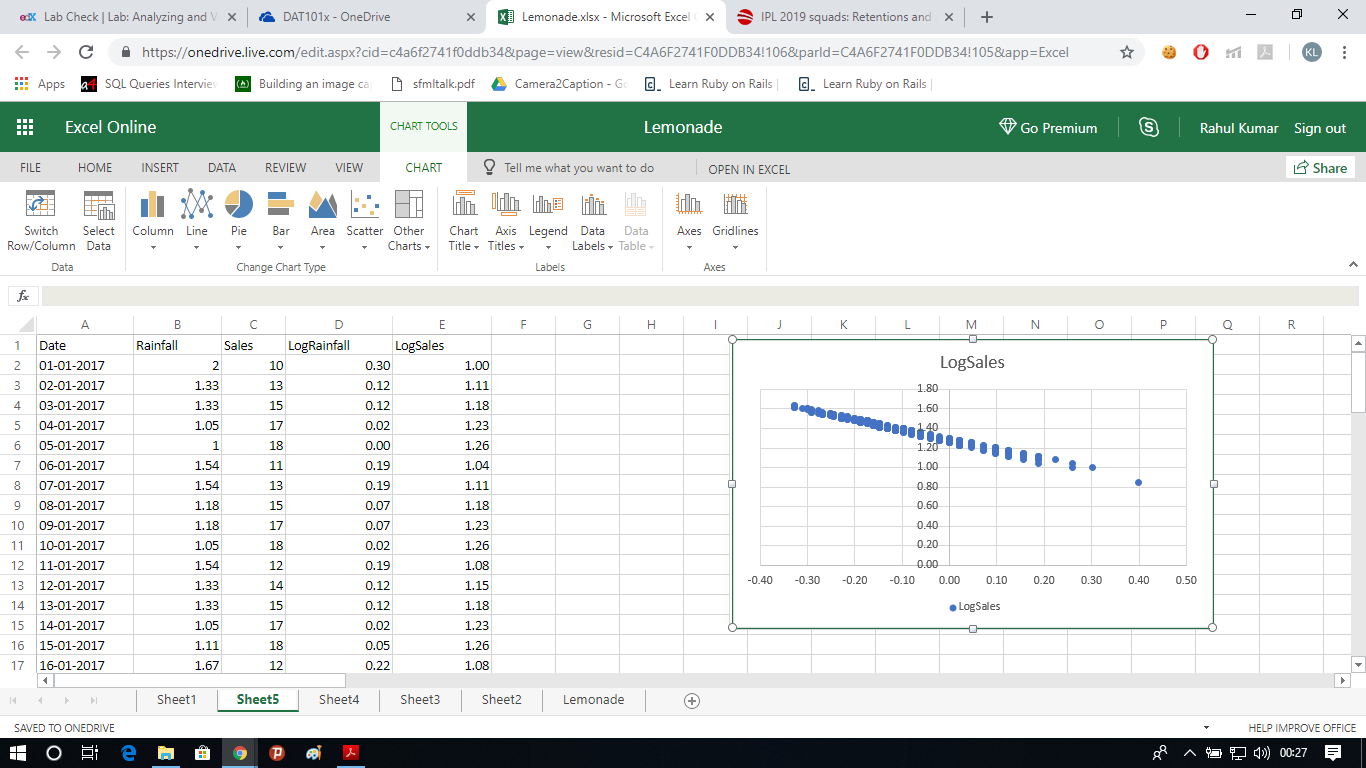 Lab Check | Lab: Analyzing and V
DAT101x - OneDrive
Lemonade.xlsx - Microsoft Excel
IPL 2019 squads: Retentions and
https://onedrive.live.com/edit.aspx?cid=c4a6f2741f0ddb34&page=view&resid=C4A6F2741F0DDB34!106&parId=C4A6F2741F0DDB34!105&app=Excel
KL
Apps
SQL Queries Interview
Building an image ca
sfmltalk.pdf
Camera2Caption - Go
Learn Ruby on Rails |
Learn Ruby on Rails |
Excel Online
CHART TOOLS
Lemonade
Go Premium
Rahul Kumar
Sign out
FILE HOME INSERT DATA REVIEW VIEW CHART
Tell me what you want to do
OPEN IN EXCEL
Share
Switch Row/Column
Select Data
Column
Line
Pie
Bar
Area
Scatter
Other Charts
Chart Title
Axis Titles
Legend
Data Labels
Data Table
Axes
Gridlines
Data
Change Chart Type
Labels
Axes
fx
A B C D E F G H I J K L M N O P Q R
1 Date Rainfall Sales LogRainfall LogSales
2 01-01-2017 2 10 0.30 1.00
3 02-01-2017 1.33 13 0.12 1.11
4 03-01-2017 1.33 15 0.12 1.18
5 04-01-2017 1.05 17 0.02 1.23
6 05-01-2017 1 18 0.00 1.26
7 06-01-2017 1.54 11 0.19 1.04
8 07-01-2017 1.54 13 0.19 1.11
9 08-01-2017 1.18 15 0.07 1.18
10 09-01-2017 1.18 17 0.07 1.23
11 10-01-2017 1.05 18 0.02 1.26
12 11-01-2017 1.54 12 0.19 1.08
13 12-01-2017 1.33 14 0.12 1.15
14 13-01-2017 1.33 15 0.12 1.18
15 14-01-2017 1.05 17 0.02 1.23
16 15-01-2017 1.11 18 0.05 1.26
17 16-01-2017 1.67 12 0.22 1.08
LogSales
1.80
1.60
1.40
1.20
1.00
0.80
0.60
0.40
0.20
0.00
-0.40 -0.30 -0.20 -0.10 0.00 0.10 0.20 0.30 0.40 0.50
LogSales
Sheet1 Sheet5 Sheet4 Sheet3 Sheet2 Lemonade
SAVED TO ONEDRIVE
HELP IMPROVE OFFICE
00:27